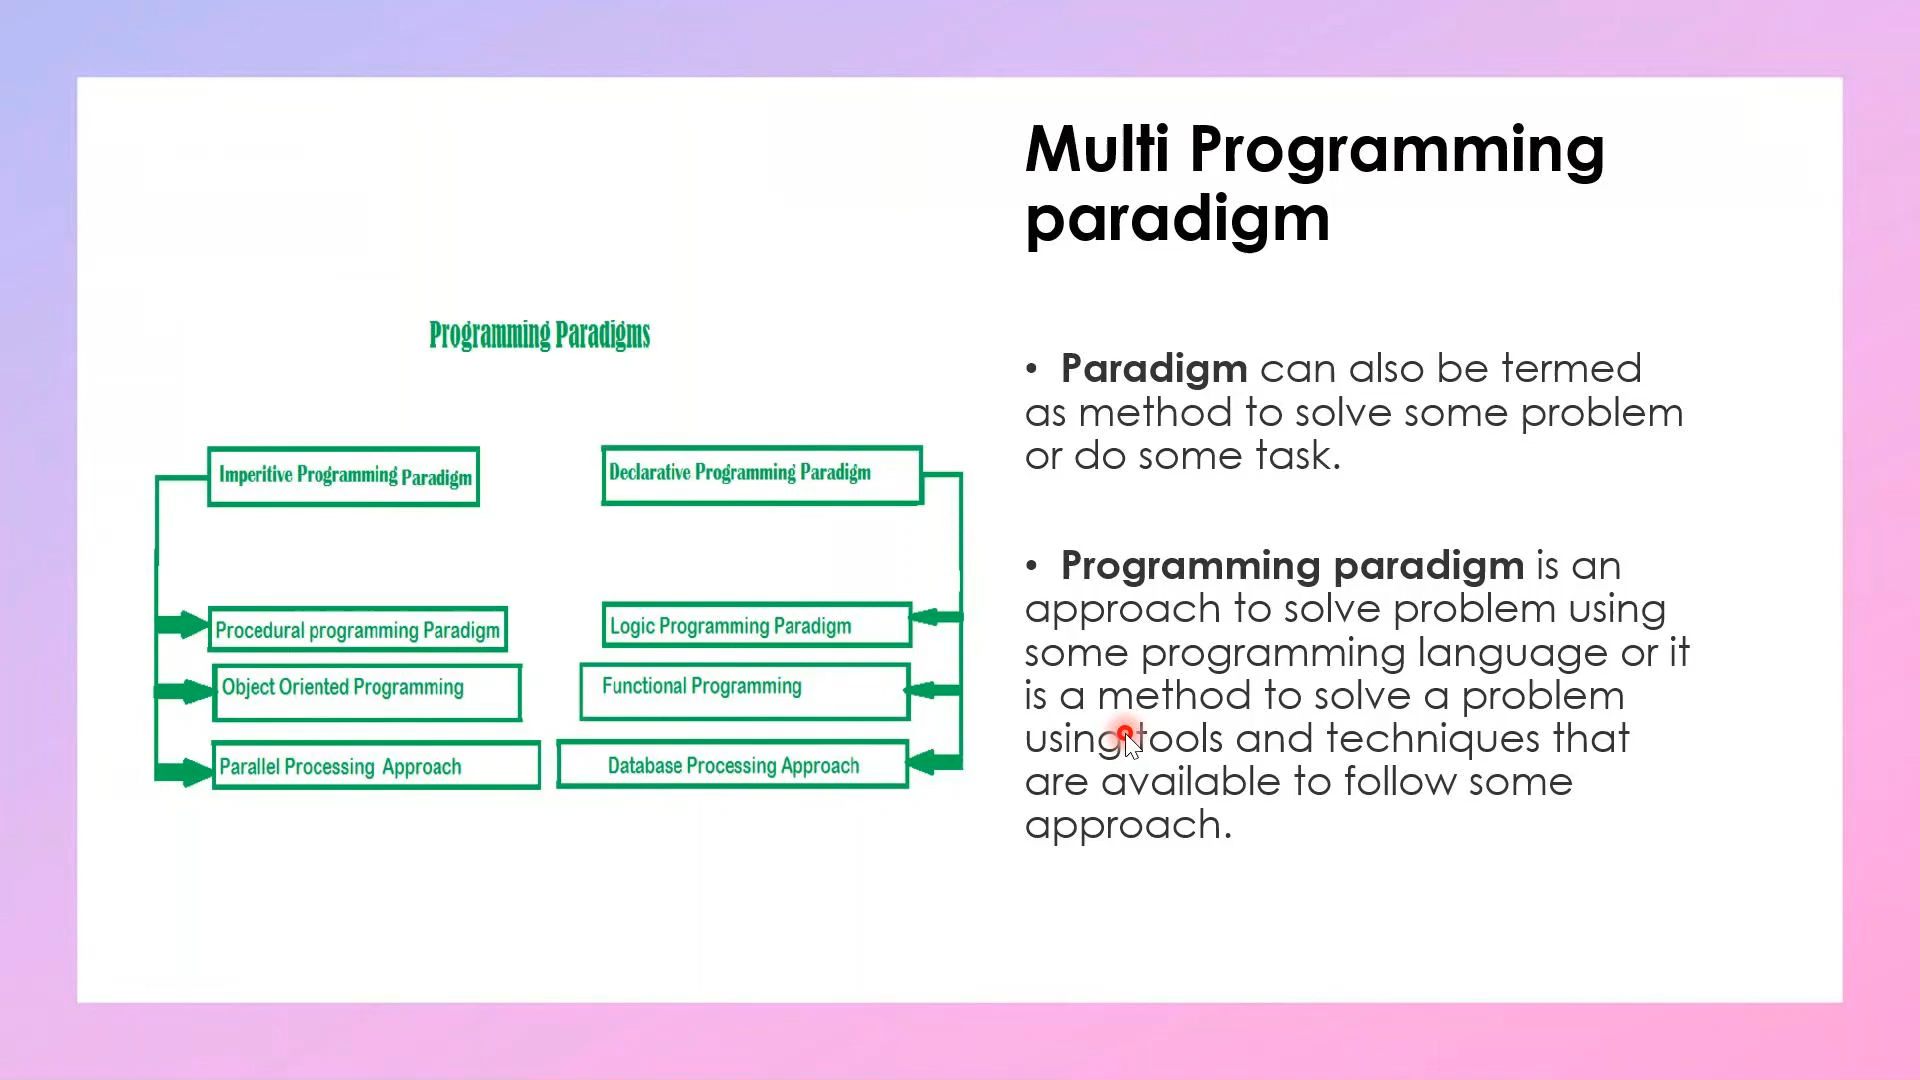 Multi Programming
paradigm
Programming Paradigms
Imperitive Programming Paradigm
Declarative Programming Paradigm
Procedural programming Paradigm
Logic Programming Paradigm
Object Oriented Programming
Functional Programming
Parallel Processing Approach
Database Processing Approach
• Paradigm can also be termed
as method to solve some problem
or do some task.
• Programming paradigm is an
approach to solve problem using
some programming language or it
is a method to solve a problem
using tools and techniques that
are available to follow some
approach.